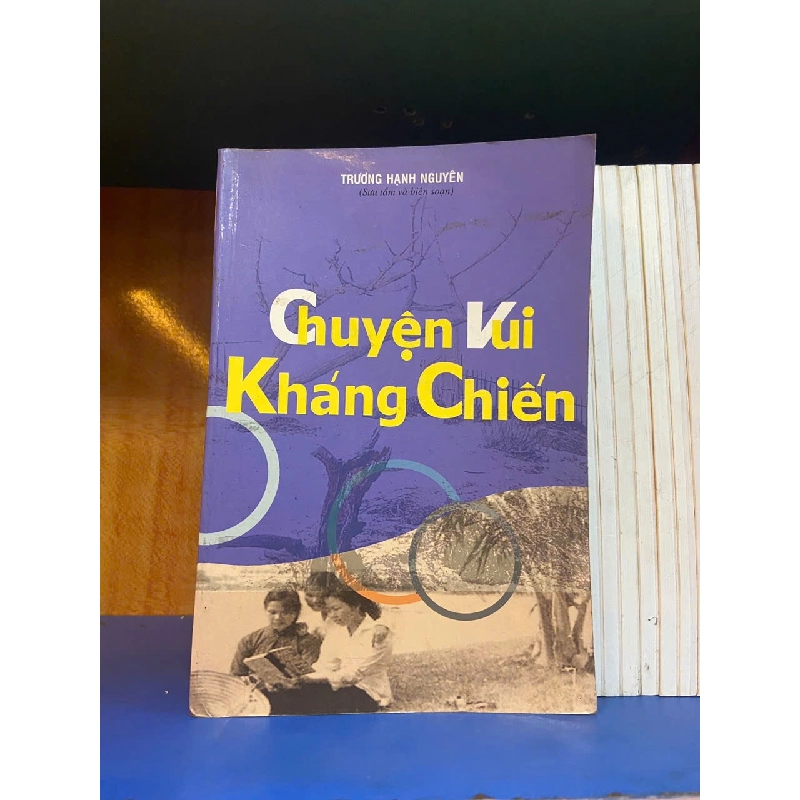 TRƯƠNG HẠNH NGUYÊN
(Sưu tầm và biên soạn)
Chuyện Vui
Kháng Chiến